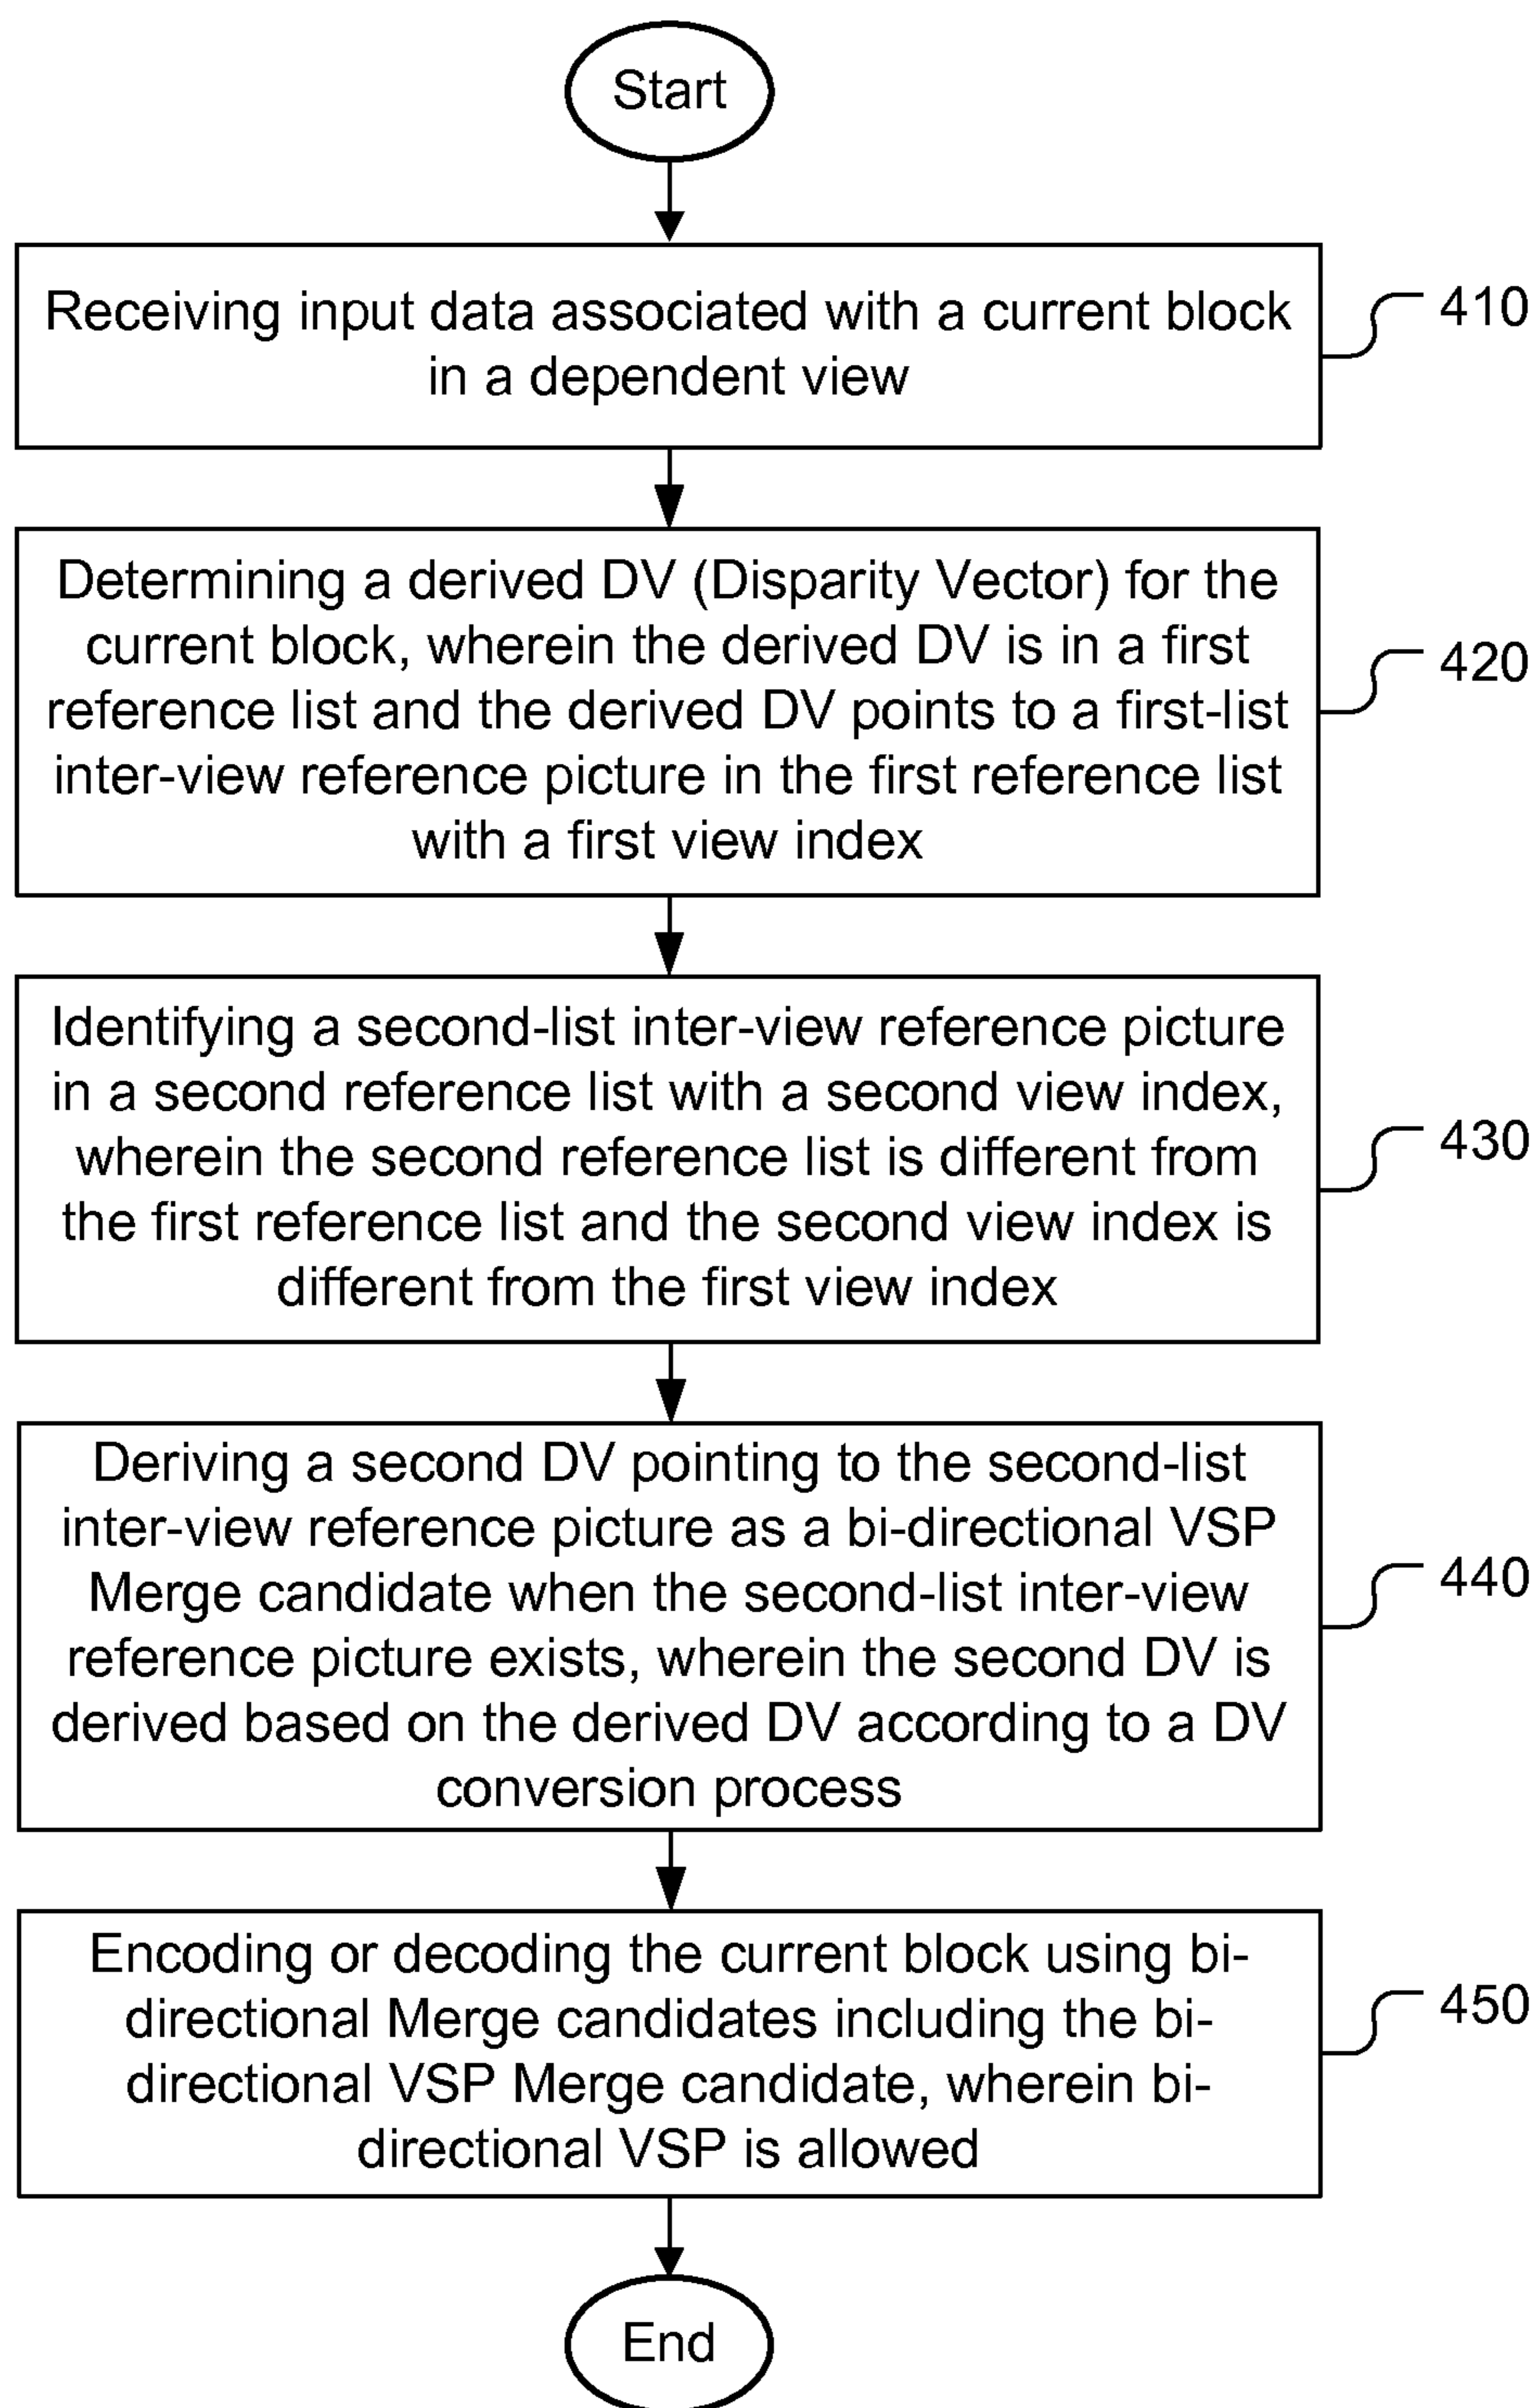 Start
Receiving input data associated with a current block
in a dependent view
410
Determining a derived DV (Disparity Vector) for the
current block, wherein the derived DV is in a first
reference list and the derived DV points to a first-list
inter-view reference picture in the first reference list
with a first view index
420
Identifying a second-list inter-view reference picture
in a second reference list with a second view index,
wherein the second reference list is different from
the first reference list and the second view index is
different from the first view index
430
Deriving a second DV pointing to the second-list
inter-view reference picture as a bi-directional VSP
Merge candidate when the second-list inter-view
reference picture exists, wherein the second DV is
derived based on the derived DV according to a DV
conversion process
440
Encoding or decoding the current block using bi-
directional Merge candidates including the bi-
directional VSP Merge candidate, wherein bi-
directional VSP is allowed
450
End